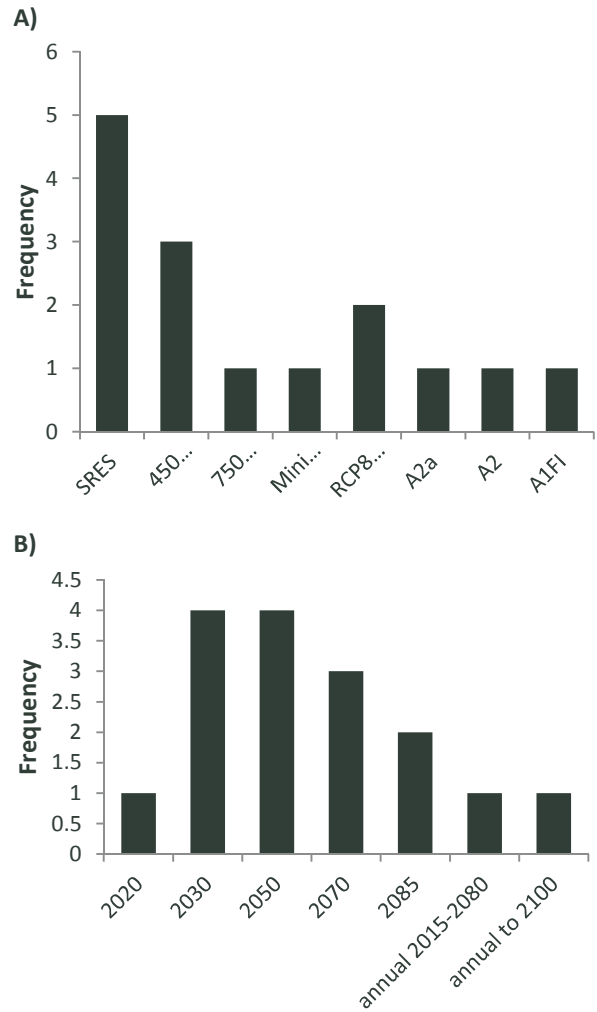 A)
6
5
4
3
2
1
0
Frequency
SRES
450...
750...
Mini...
RCP8...
A2a
A2
A1FI
B)
4.5
4
3.5
3
2.5
2
1.5
1
0.5
0
Frequency
2020
2030
2050
2070
2085
annual 2015-2080
annual to 2100